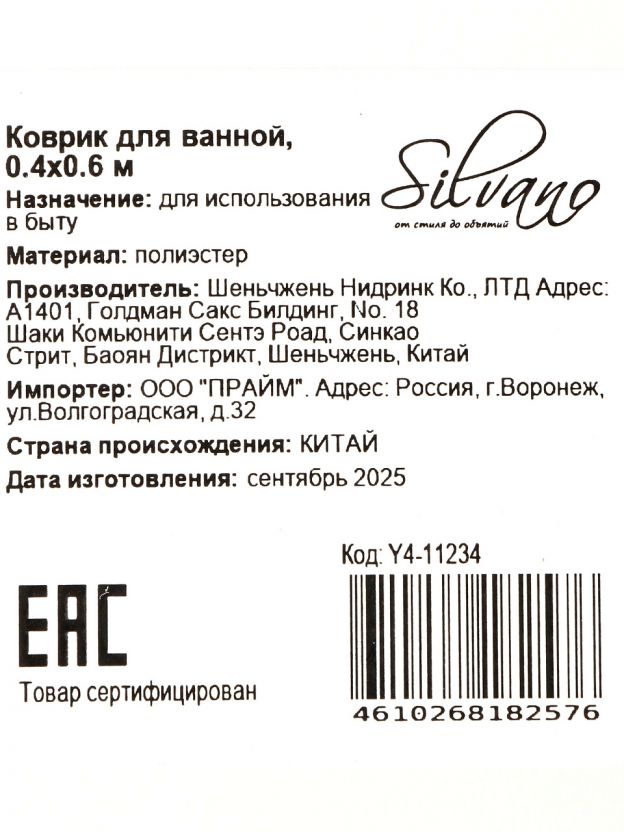 Коврик для ванной,
0.4х0.6 м
Silvano
от стиля до объятий
Назначение: для использования
в быту
Материал: полиэстер
Производитель: Шеньчжень Нидринк Ко., ЛТД Адрес:
А1401, Голдман Сакс Билдинг, No. 18
Шаки Комьюнити Сентэ Роад, Синкао
Стрит, Баоян Дистрикт, Шеньчжень, Китай
Импортер: ООО "ПРАЙМ". Адрес: Россия, г.Воронеж,
ул.Волгоградская, д.32
Страна происхождения: КИТАЙ
Дата изготовления: сентябрь 2025
Код: Y4-11234
EAC
Товар сертифицирован
4610268182576